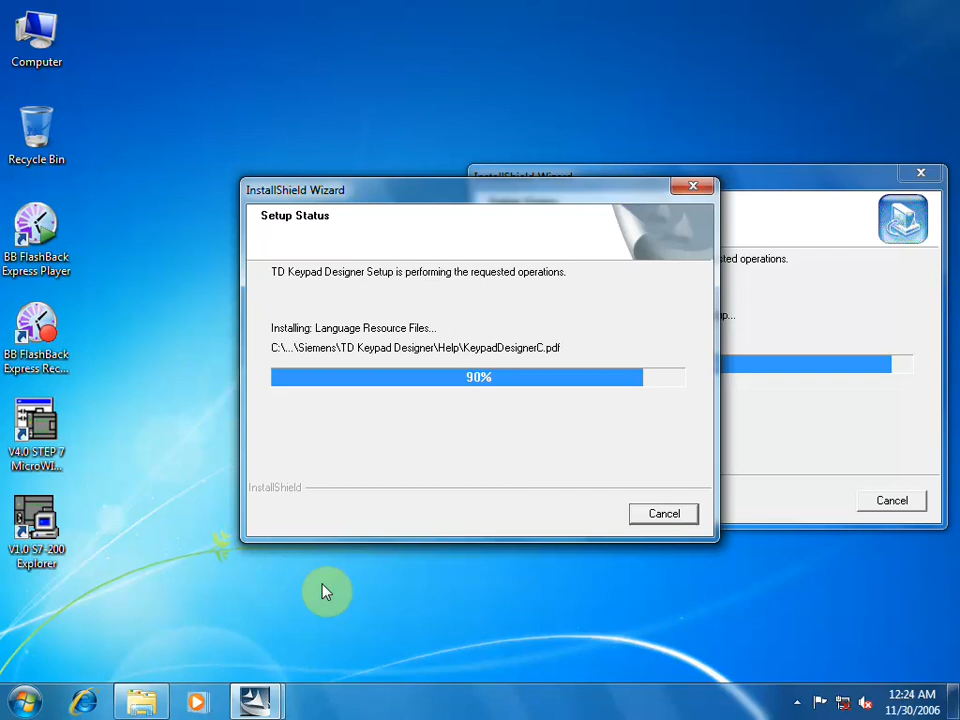 Computer
Recycle Bin
BB FlashBack
Express Player
BB FlashBack
Express Rec...
V4.0 STEP 7
MicroWI...
V1.0 S7-200
Explorer
InstallShield Wizard
InstallShield Wizard
Setup Status
TD Keypad Designer Setup is performing the requested operations.
Installing: Language Resource Files...
C:\...\Siemens\TD Keypad Designer\Help\KeypadDesignerC.pdf
90%
InstallShield
Cancel
sted operations.
p...
Cancel
12:24 AM
11/30/2006